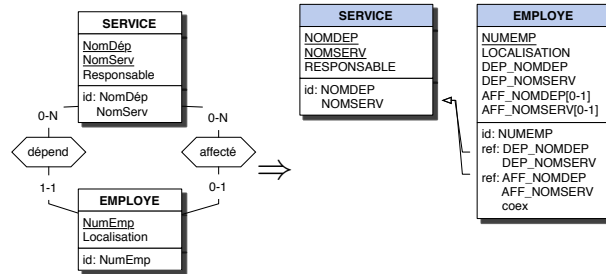 SERVICE
NomDép
NomServ
Responsable
id: NomDép
NomServ
0-N
0-N
dépend
affecté
1-1
0-1
EMPLOYE
NumEmp
Localisation
id: NumEmp
⇒
SERVICE
NOMDEP
NOMSERV
RESPONSABLE
id: NOMDEP
NOMSERV
EMPLOYE
NUMEMP
LOCALISATION
DEP_NOMDEP
DEP_NOMSERV
AFF_NOMDEP[0-1]
AFF_NOMSERV[0-1]
id: NUMEMP
ref: DEP_NOMDEP
DEP_NOMSERV
ref: AFF_NOMDEP
AFF_NOMSERV
coex